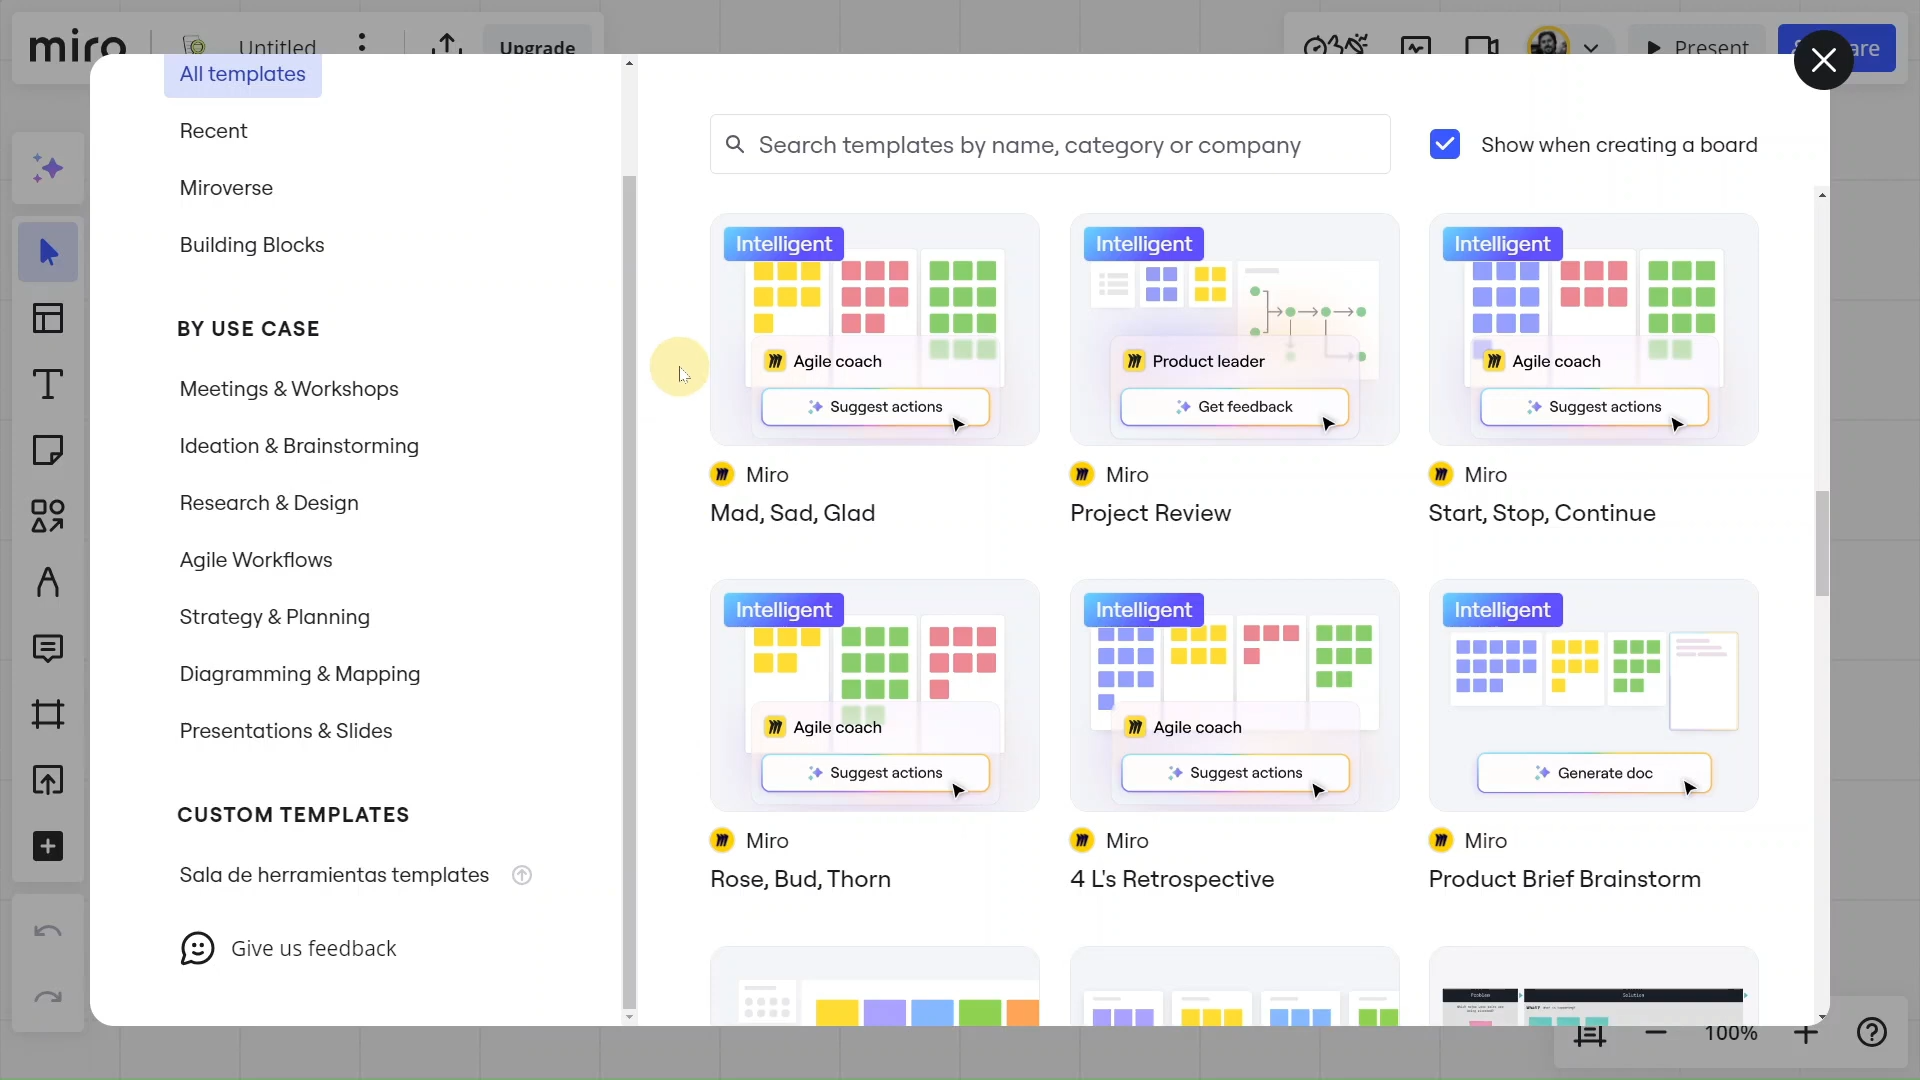 miro
Untitled
Upgrade
Present
are
All templates
Recent
Miroverse
Building Blocks
BY USE CASE
Meetings & Workshops
Ideation & Brainstorming
Research & Design
Agile Workflows
Strategy & Planning
Diagramming & Mapping
Presentations & Slides
CUSTOM TEMPLATES
Sala de herramientas templates
Give us feedback
Search templates by name, category or company
Show when creating a board
Intelligent
Agile coach
Suggest actions
Miro
Mad, Sad, Glad
Intelligent
Product leader
Get feedback
Miro
Project Review
Intelligent
Agile coach
Suggest actions
Miro
Start, Stop, Continue
Intelligent
Agile coach
Suggest actions
Miro
Rose, Bud, Thorn
Intelligent
Agile coach
Suggest actions
Miro
4 L's Retrospective
Intelligent
Generate doc
Miro
Product Brief Brainstorm
Problem
Solution
100%